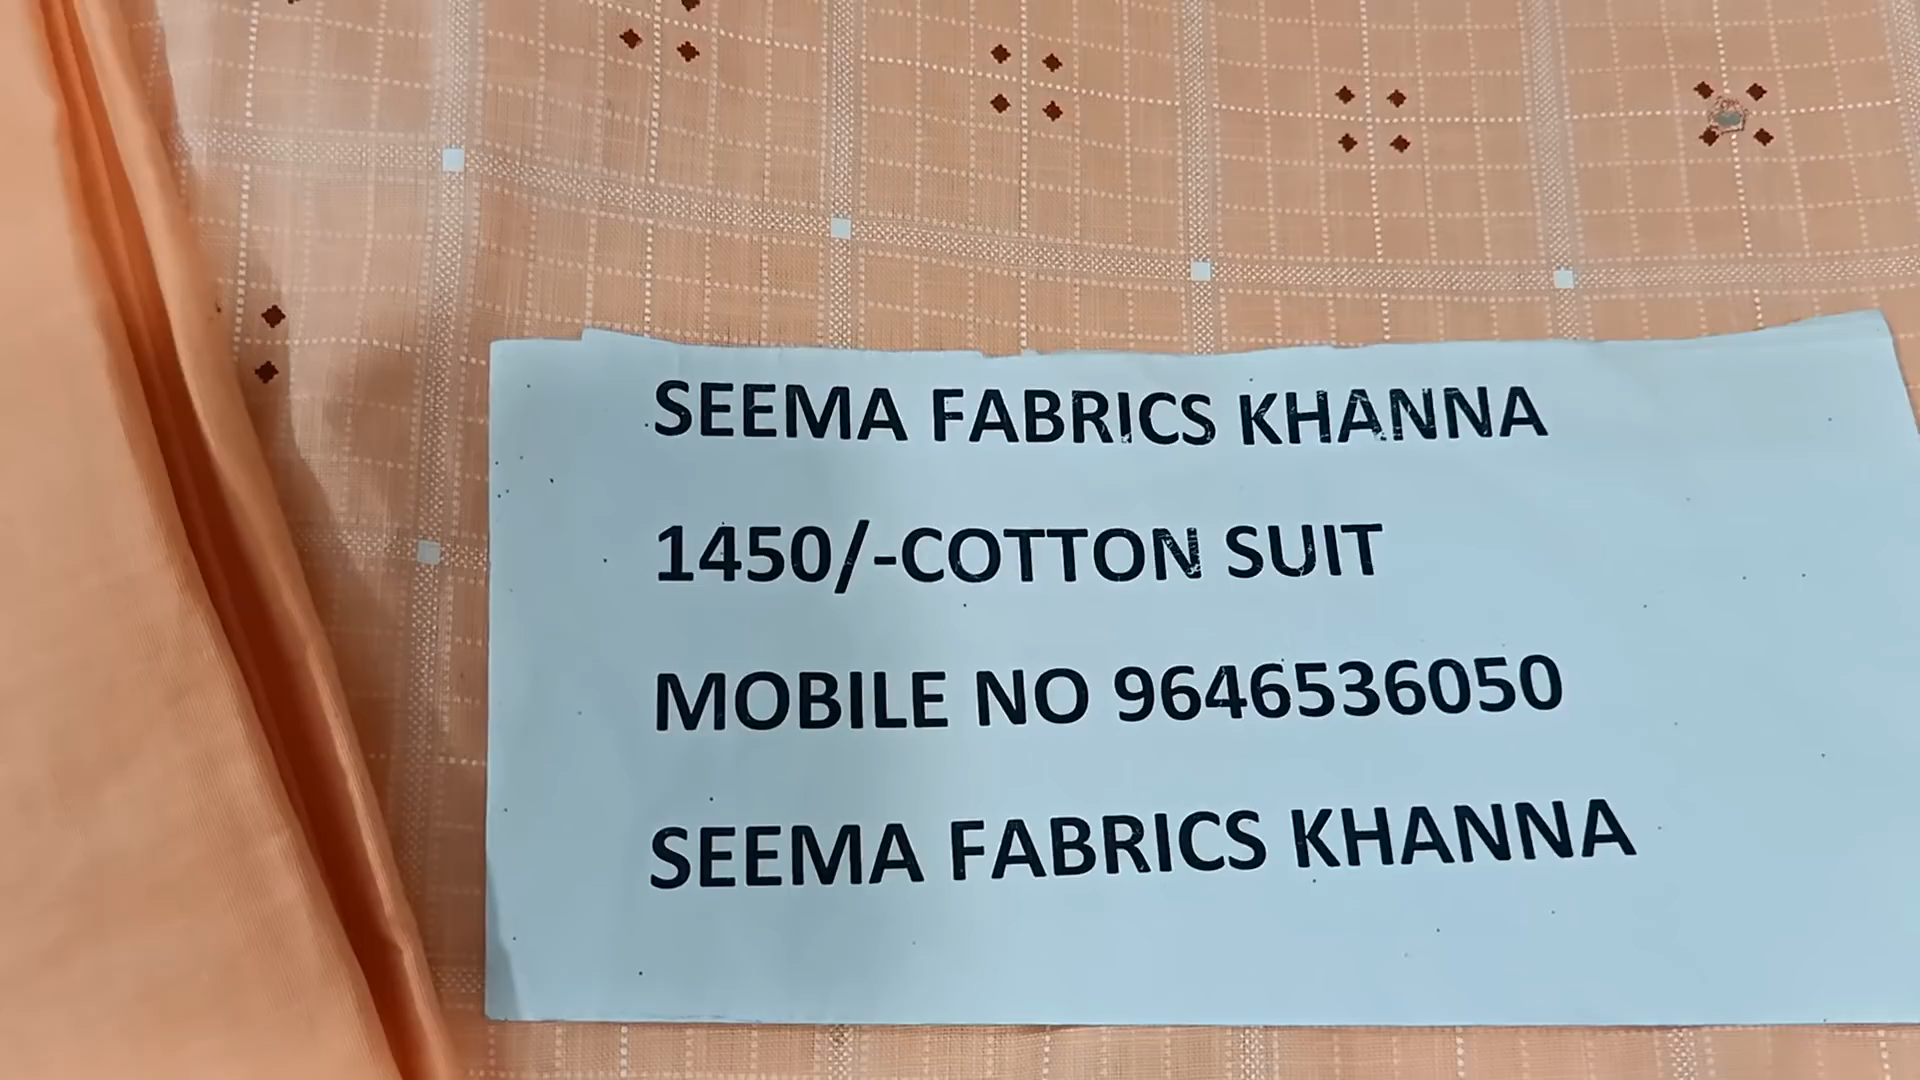 SEEMA FABRICS KHANNA
1450/-COTTON SUIT
MOBILE NO 9646536050
SEEMA FABRICS KHANNA